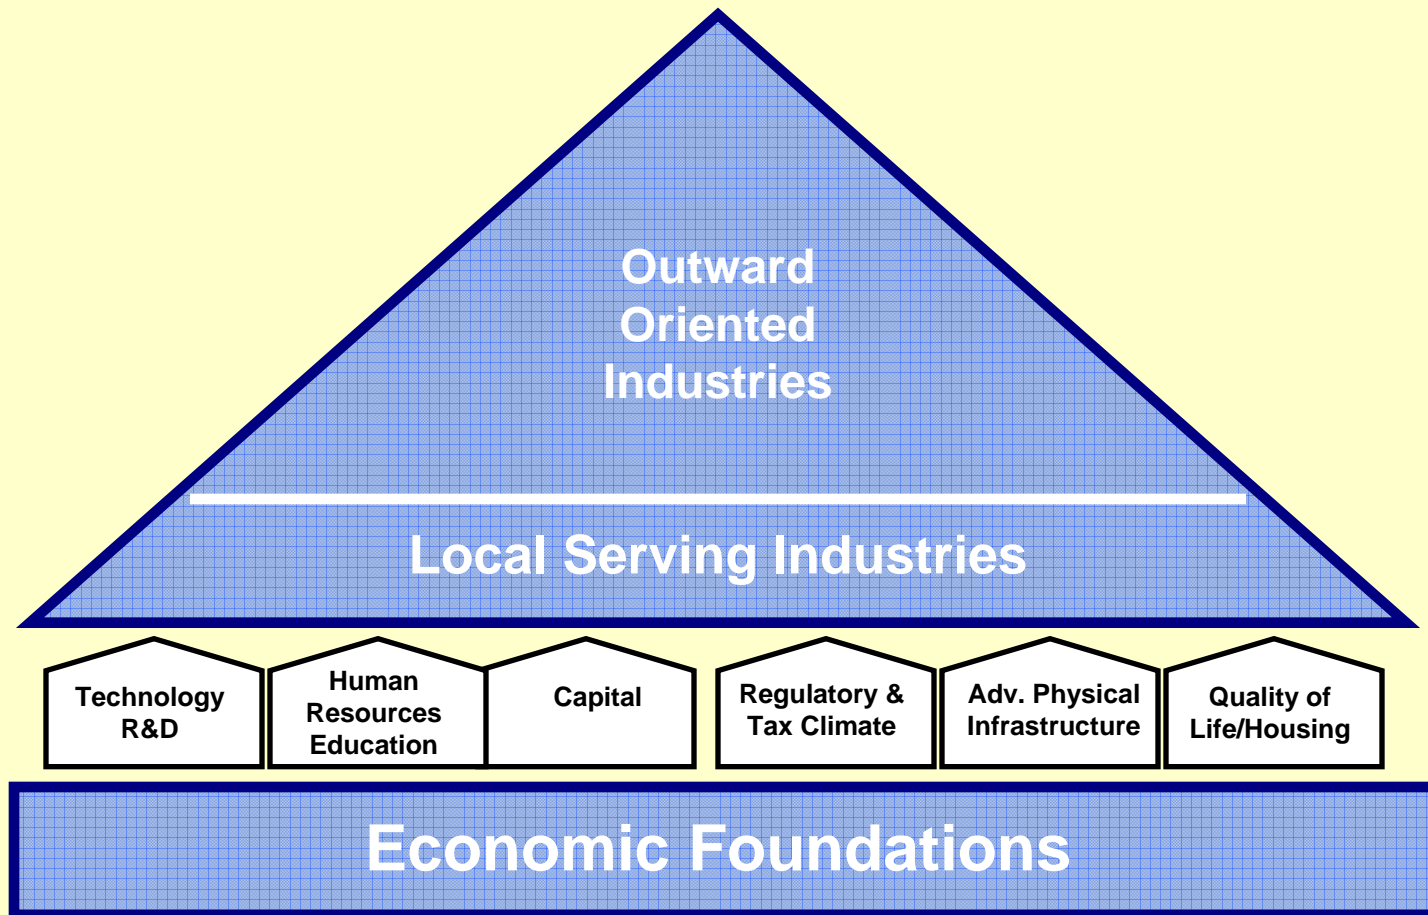 Outward
Oriented
Industries
Local Serving Industries
Technology
R&D
Human
Resources
Education
Capital
Regulatory &
Tax Climate
Adv. Physical
Infrastructure
Quality of
Life/Housing
Economic Foundations